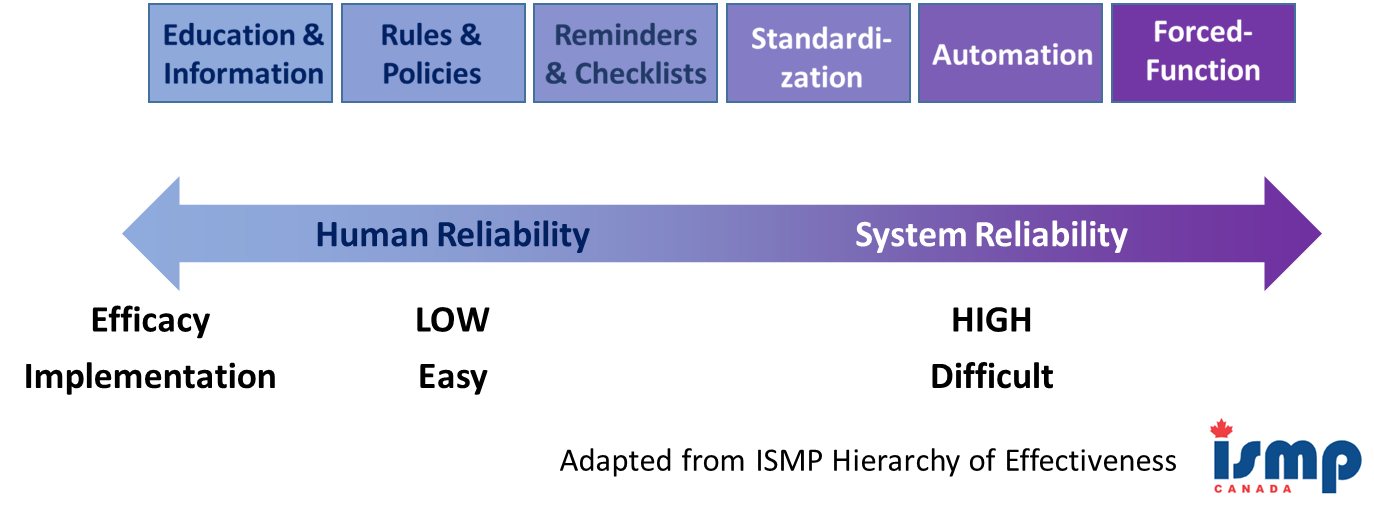 Education &
Information
Rules &
Policies
Reminders
& Checklists
Standardi-
zation
Automation
Forced-
Function
Human Reliability
System Reliability
Efficacy LOW HIGH
Implementation Easy Difficult
Adapted from ISMP Hierarchy of Effectiveness
ismp
CANADA